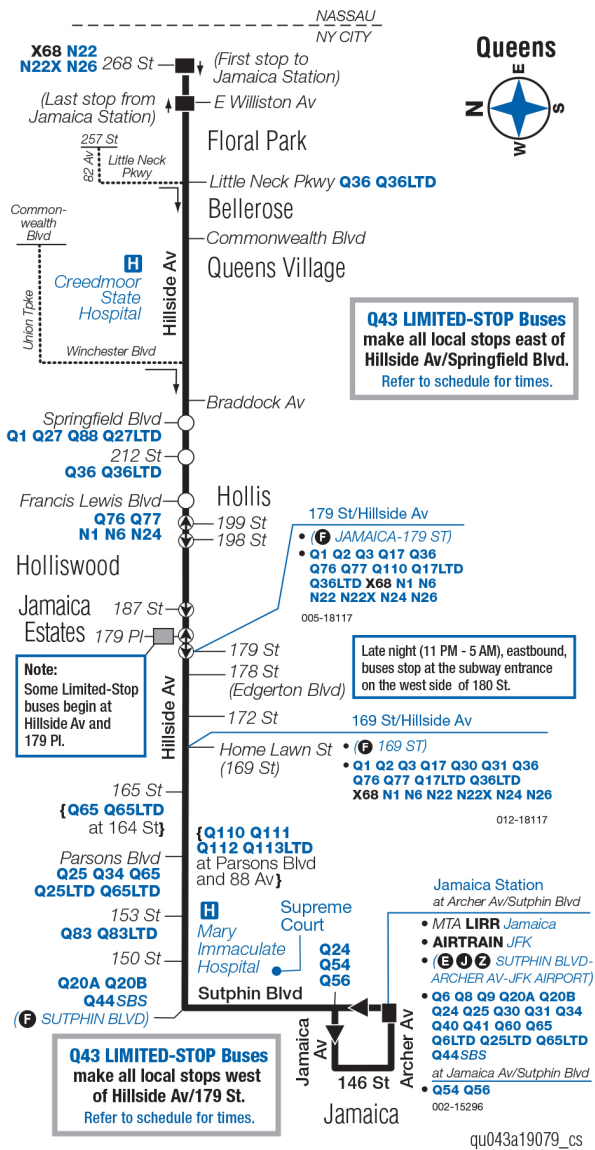 NASSAU
NY CITY
X68 N22
N22X N26
268 St
(First stop to
Jamaica Station)
Queens
N
E
S
W
(Last stop from
Jamaica Station)
E Williston Av
Floral Park
257 St
82 Av
Little Neck
Pkwy
Little Neck Pkwy Q36 Q36LTD
Bellerose
Common-
wealth
Blvd
Commonwealth Blvd
Queens Village
H
Creedmoor
State
Hospital
Hillside Av
Union Tpke
Winchester Blvd
Q43 LIMITED-STOP Buses
make all local stops east of
Hillside Av/Springfield Blvd.
Refer to schedule for times.
Braddock Av
Springfield Blvd
Q1 Q27 Q88 Q27LTD
212 St
Q36 Q36LTD
Francis Lewis Blvd
Q76 Q77
N1 N6 N24
Hollis
199 St
198 St
Holliswood
179 St/Hillside Av
• (F JAMAICA-179 ST)
• Q1 Q2 Q3 Q17 Q36
Q76 Q77 Q110 Q17LTD
Q36LTD X68 N1 N6
N22 N22X N24 N26
005-18117
Jamaica
Estates
187 St
179 Pl
179 St
178 St
(Edgerton Blvd)
172 St
Note:
Some Limited-Stop
buses begin at
Hillside Av and
179 Pl.
Hillside Av
Late night (11 PM - 5 AM), eastbound,
buses stop at the subway entrance
on the west side of 180 St.
Home Lawn St
(169 St)
169 St/Hillside Av
• (F 169 ST)
• Q1 Q2 Q3 Q17 Q30 Q31 Q36
Q76 Q77 Q17LTD Q36LTD
X68 N1 N6 N22 N22X N24 N26
012-18117
165 St
{Q65 Q65LTD
at 164 St}
{Q110 Q111
Q112 Q113LTD
at Parsons Blvd
and 88 Av}
Parsons Blvd
Q25 Q34 Q65
Q25LTD Q65LTD
153 St
Q83 Q83LTD
150 St
Q20A Q20B
Q44SBS
(F SUTPHIN BLVD)
H
Mary
Immaculate
Hospital
Supreme
Court
Q24
Q54
Q56
Sutphin Blvd
Jamaica
Av
146 St
Archer Av
Jamaica
Jamaica Station
at Archer Av/Sutphin Blvd
• MTA LIRR Jamaica
• AIRTRAIN JFK
• (E J Z SUTPHIN BLVD-
ARCHER AV-JFK AIRPORT)
• Q6 Q8 Q9 Q20A Q20B
Q24 Q25 Q30 Q31 Q34
Q40 Q41 Q60 Q65
Q6LTD Q25LTD Q65LTD
Q44SBS
at Jamaica Av/Sutphin Blvd
• Q54 Q56
002-15296
Q43 LIMITED-STOP Buses
make all local stops west
of Hillside Av/179 St.
Refer to schedule for times.
qu043a19079_cs